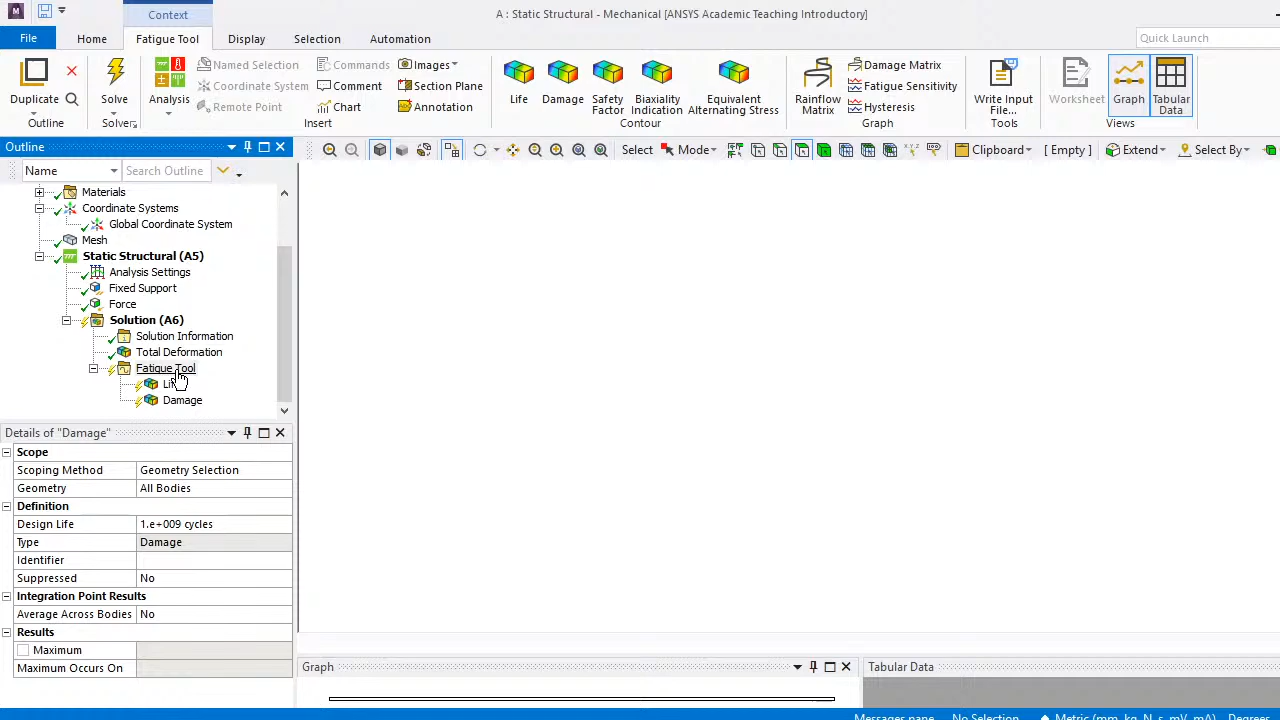 M
Context
A : Static Structural - Mechanical [ANSYS Academic Teaching Introductory]
File Home Fatigue Tool Display Selection Automation Quick Launch
Duplicate
Outline
Solve
Solver
Analysis
Named Selection
Coordinate System
Remote Point
Commands
Comment
Chart
Images
Section Plane
Annotation
Insert
Life
Damage
Safety Factor
Biaxiality Indication
Equivalent Alternating Stress
Contour
Rainflow Matrix
Damage Matrix
Fatigue Sensitivity
Hysteresis
Graph
Write Input File...
Tools
Worksheet
Graph
Tabular Data
Views
Outline
Select Mode Clipboard [ Empty ] Extend Select By
Name Search Outline
Materials
Coordinate Systems
Global Coordinate System
Mesh
Static Structural (A5)
Analysis Settings
Fixed Support
Force
Solution (A6)
Solution Information
Total Deformation
Fatigue Tool
Damage
Details of "Damage"
Scope
Scoping Method Geometry Selection
Geometry All Bodies
Definition
Design Life 1.e+009 cycles
Type Damage
Identifier
Suppressed No
Integration Point Results
Average Across Bodies No
Results
Maximum
Maximum Occurs On
Graph
Tabular Data
Messages pane No Selection Metric (mm, kg, N, s, mV, mA) Degrees